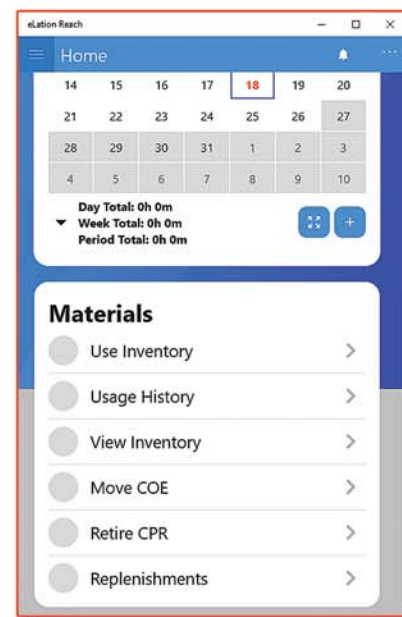 eLation Reach
Home
14 15 16 17 18 19 20
21 22 23 24 25 26 27
28 29 30 31 1 2 3
4 5 6 7 8 9 10
Day Total: 0h 0m
Week Total: 0h 0m
Period Total: 0h 0m
Materials
Use Inventory
Usage History
View Inventory
Move COE
Retire CPR
Replenishments